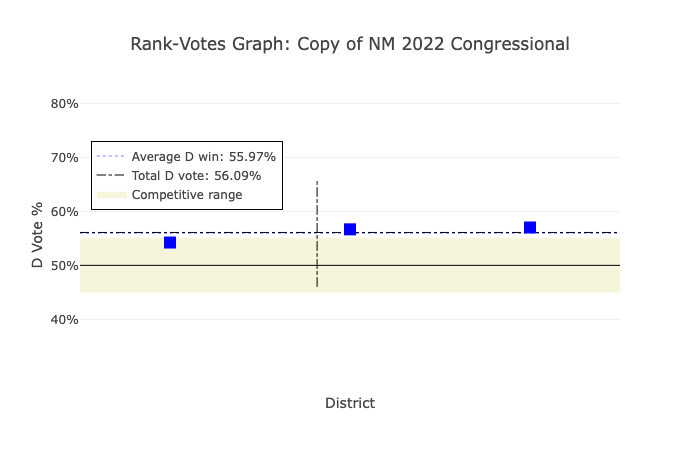 Rank-Votes Graph: Copy of NM 2022 Congressional
80%
70%
60%
50%
40%
D Vote %
Average D win: 55.97%
Total D vote: 56.09%
Competitive range
District